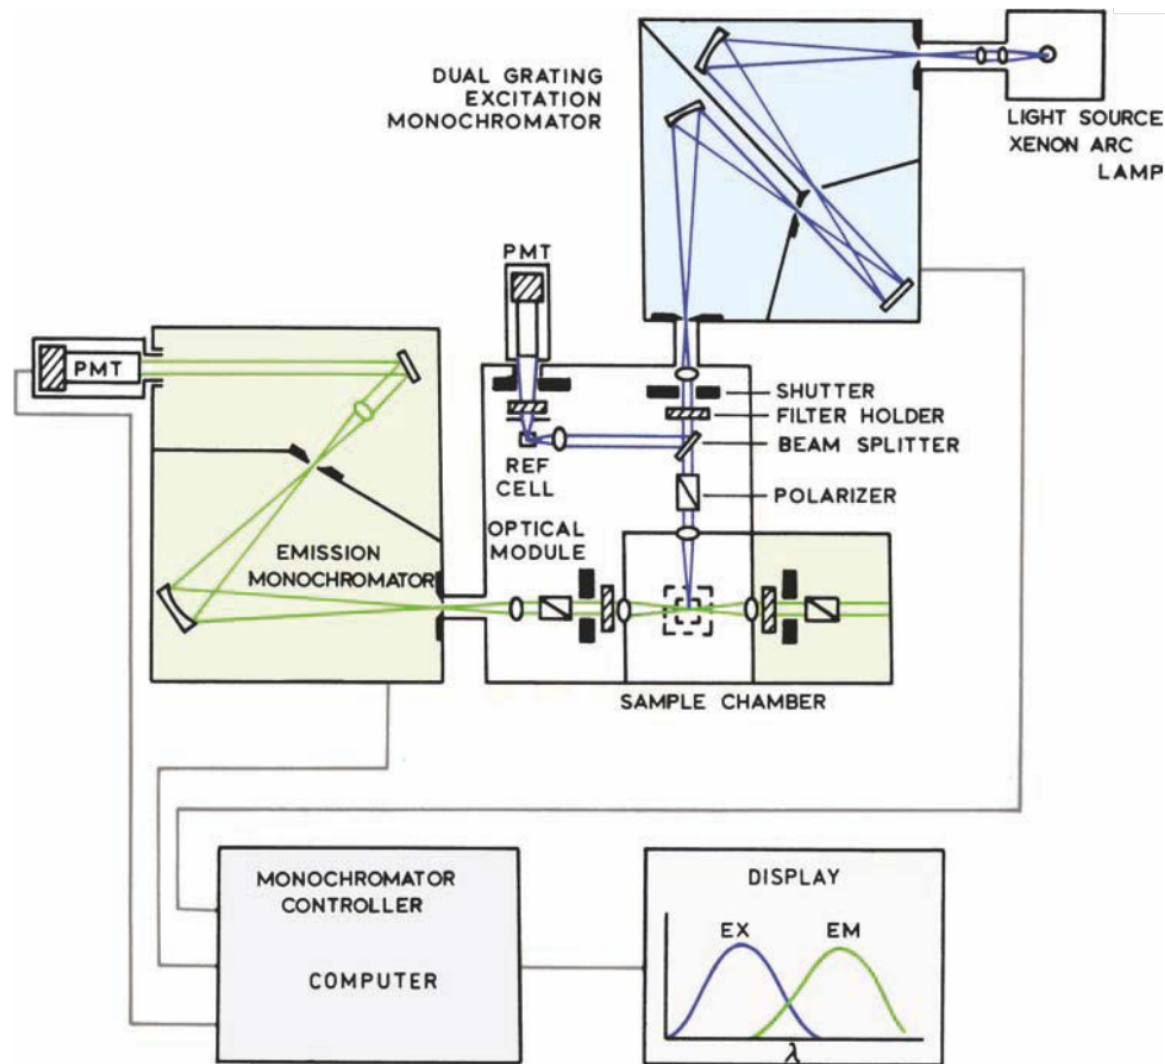 DUAL GRATING
EXCITATION
MONOCHROMATOR
LIGHT SOURCE
XENON ARC
LAMP
PMT
PMT
SHUTTER
FILTER HOLDER
BEAM SPLITTER
REF
CELL
POLARIZER
OPTICAL
MODULE
EMISSION
MONOCHROMATOR
SAMPLE CHAMBER
MONOCHROMATOR
CONTROLLER
COMPUTER
DISPLAY
EX
EM
λ